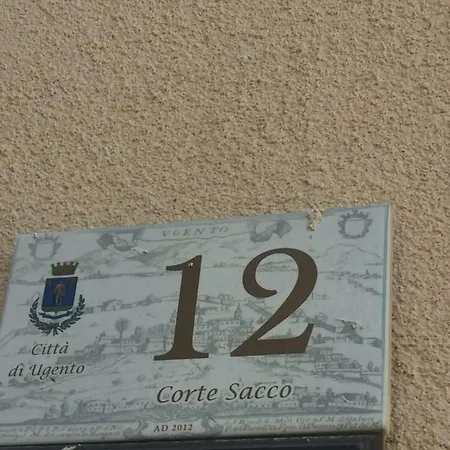 UGENTO
12
Città
di Ugento
Corte Sacco
AD 2012